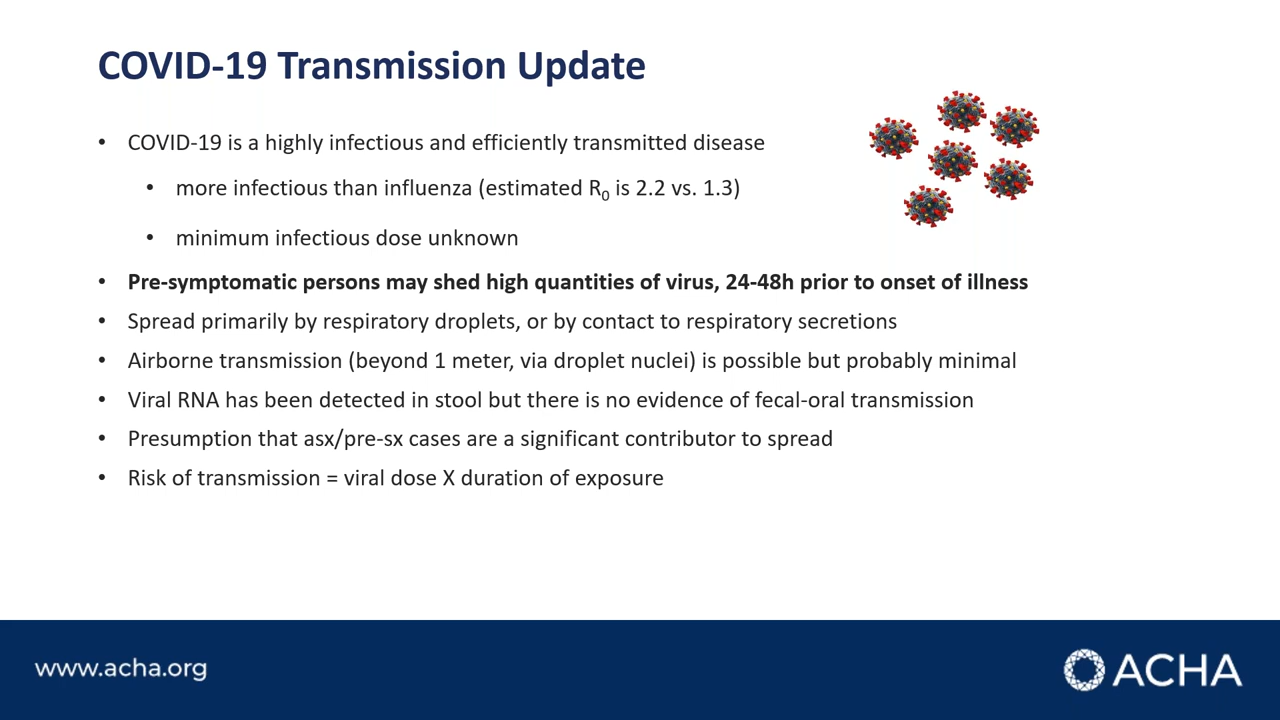 COVID-19 Transmission Update
• COVID-19 is a highly infectious and efficiently transmitted disease
• more infectious than influenza (estimated R0 is 2.2 vs. 1.3)
• minimum infectious dose unknown
• Pre-symptomatic persons may shed high quantities of virus, 24-48h prior to onset of illness
• Spread primarily by respiratory droplets, or by contact to respiratory secretions
• Airborne transmission (beyond 1 meter, via droplet nuclei) is possible but probably minimal
• Viral RNA has been detected in stool but there is no evidence of fecal-oral transmission
• Presumption that asx/pre-sx cases are a significant contributor to spread
• Risk of transmission = viral dose X duration of exposure
www.acha.org
ACHA